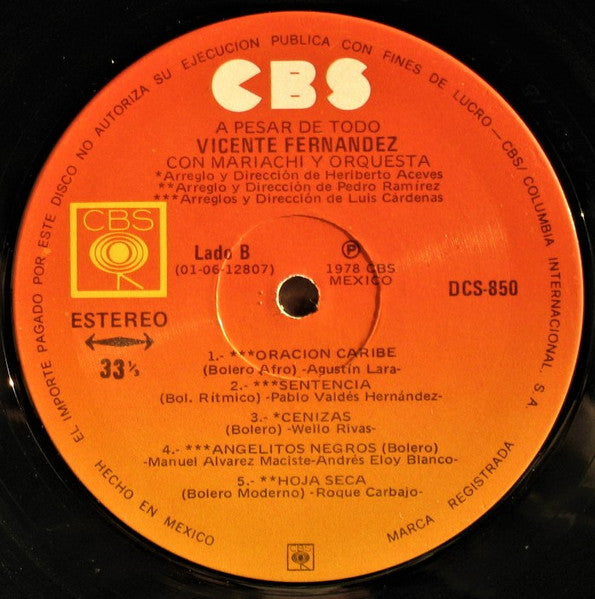 EL IMPORTE PAGADO POR ESTE DISCO NO AUTORIZA SU EJECUCION PUBLICA CON FINES DE LUCRO — CBS/COLUMBIA INTERNACIONAL, S.A.
CBS
A PESAR DE TODO
VICENTE FERNANDEZ
CON MARIACHI Y ORQUESTA
*Arreglo y Dirección de Heriberto Aceves
**Arreglo y Dirección de Pedro Ramírez
***Arreglos y Dirección de Luis Cárdenas
CBS
Lado B
(01-06-12807)
℗
1978 CBS
MEXICO
DCS-850
ESTEREO
33 ⅓
1.- ***ORACION CARIBE
(Bolero Afro) -Agustín Lara-
2.- ***SENTENCIA
(Bol. Rítmico) -Pablo Valdés Hernández-
3.- *CENIZAS
(Bolero) -Wello Rivas-
4.- ***ANGELITOS NEGROS (Bolero)
-Manuel Alvarez Maciste-Andrés Eloy Blanco-
5.- **HOJA SECA
(Bolero Moderno) -Roque Carbajo-
HECHO EN MEXICO
CBS
MARCA REGISTRADA